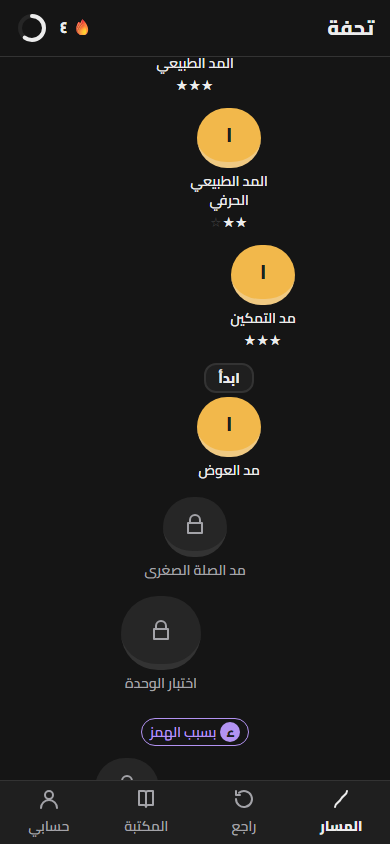 تحفة
٤
المد الطبيعي
★★★
ا
المد الطبيعي
الحرفي
★★☆
ا
مد التمكين
★★★
ابدأ
ا
مد العوض
مد الصلة الصغرى
اختبار الوحدة
ء بسبب الهمز
المسار
راجع
المكتبة
حسابي